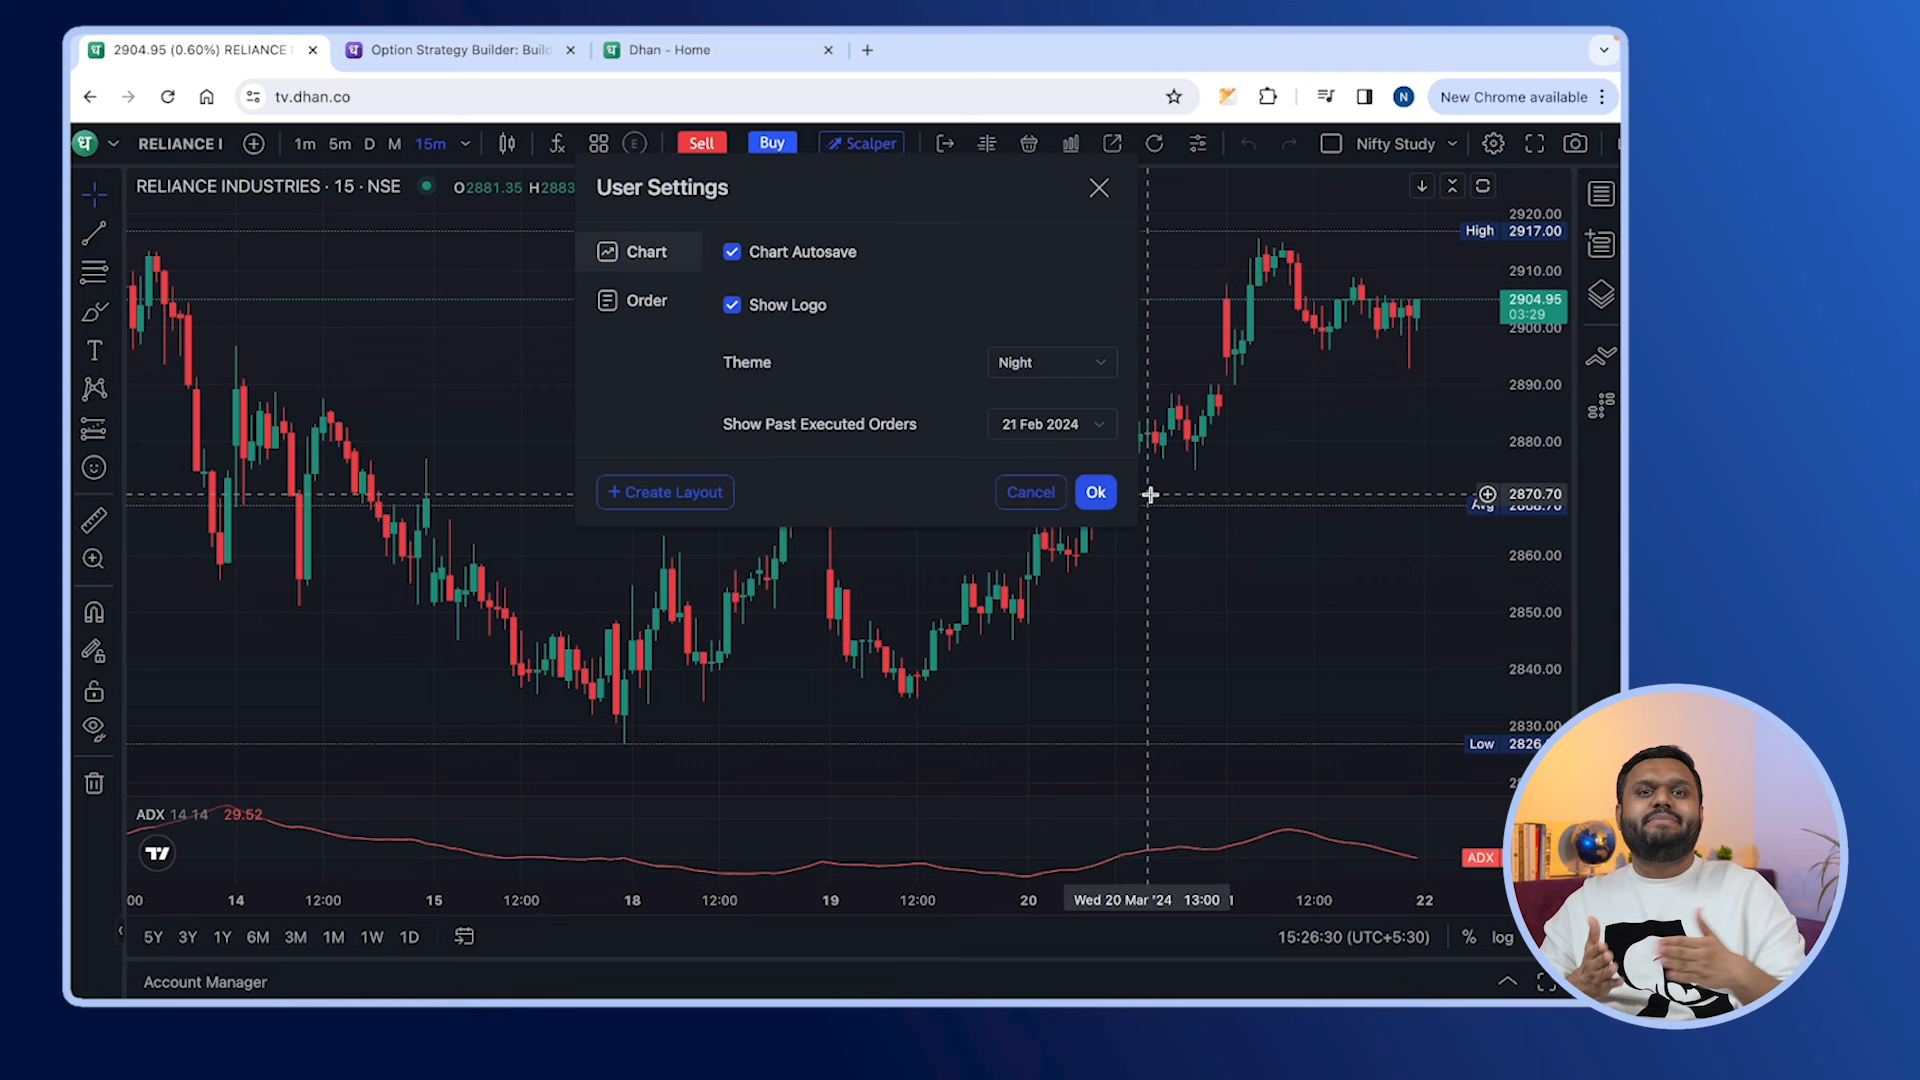 2904.95 (0.60%) RELIANCE I
Option Strategy Builder: Build
Dhan - Home
tv.dhan.co
N
New Chrome available
RELIANCE I
1m 5m D M 15m
E
Sell
Buy
Scalper
Nifty Study
RELIANCE INDUSTRIES · 15 · NSE
O2881.35 H2883
User Settings
Chart
Chart Autosave
Order
Show Logo
Theme
Night
Show Past Executed Orders
21 Feb 2024
+ Create Layout
Cancel
Ok
2920.00
High 2917.00
2910.00
2904.95
03:29
2900.00
2890.00
2880.00
2870.70
Avg 2868.70
2860.00
2850.00
2840.00
2830.00
Low 2826
ADX 14 14 29.52
ADX
00 14 12:00 15 12:00 18 12:00 19 12:00 20 Wed 20 Mar '24 13:00 12:00 22
5Y 3Y 1Y 6M 3M 1M 1W 1D
15:26:30 (UTC+5:30)
% log
Account Manager